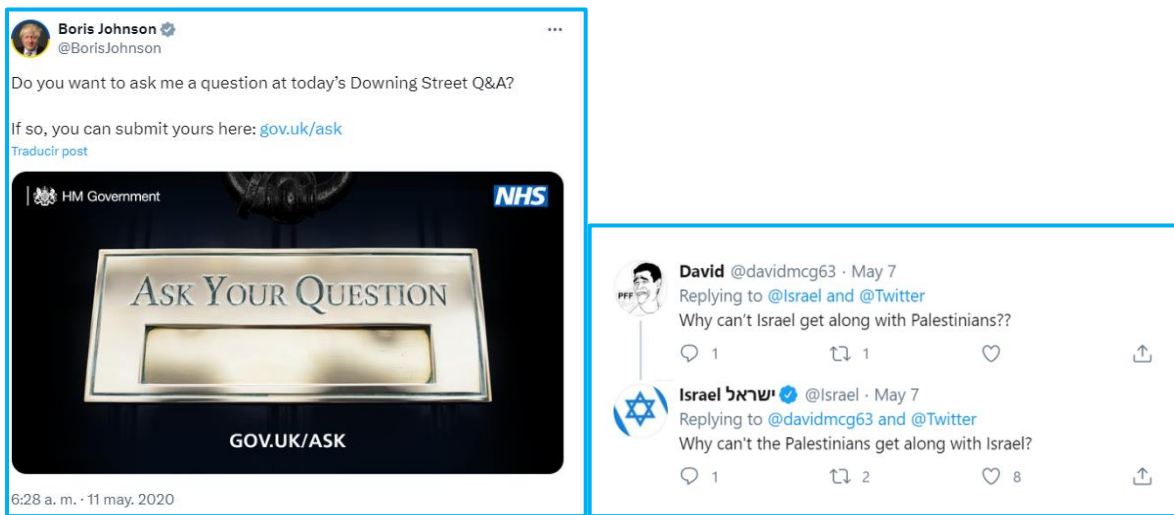 Boris Johnson
@BorisJohnson
Do you want to ask me a question at today's Downing Street Q&A?
If so, you can submit yours here: gov.uk/ask
Traducir post
HM Government
NHS
ASK YOUR QUESTION
GOV.UK/ASK
6:28 a. m. · 11 may. 2020
PFF
David @davidmcg63 · May 7
Replying to @Israel and @Twitter
Why can't Israel get along with Palestinians??
1 1
Israel ישראל @Israel · May 7
Replying to @davidmcg63 and @Twitter
Why can't the Palestinians get along with Israel?
1 2 8